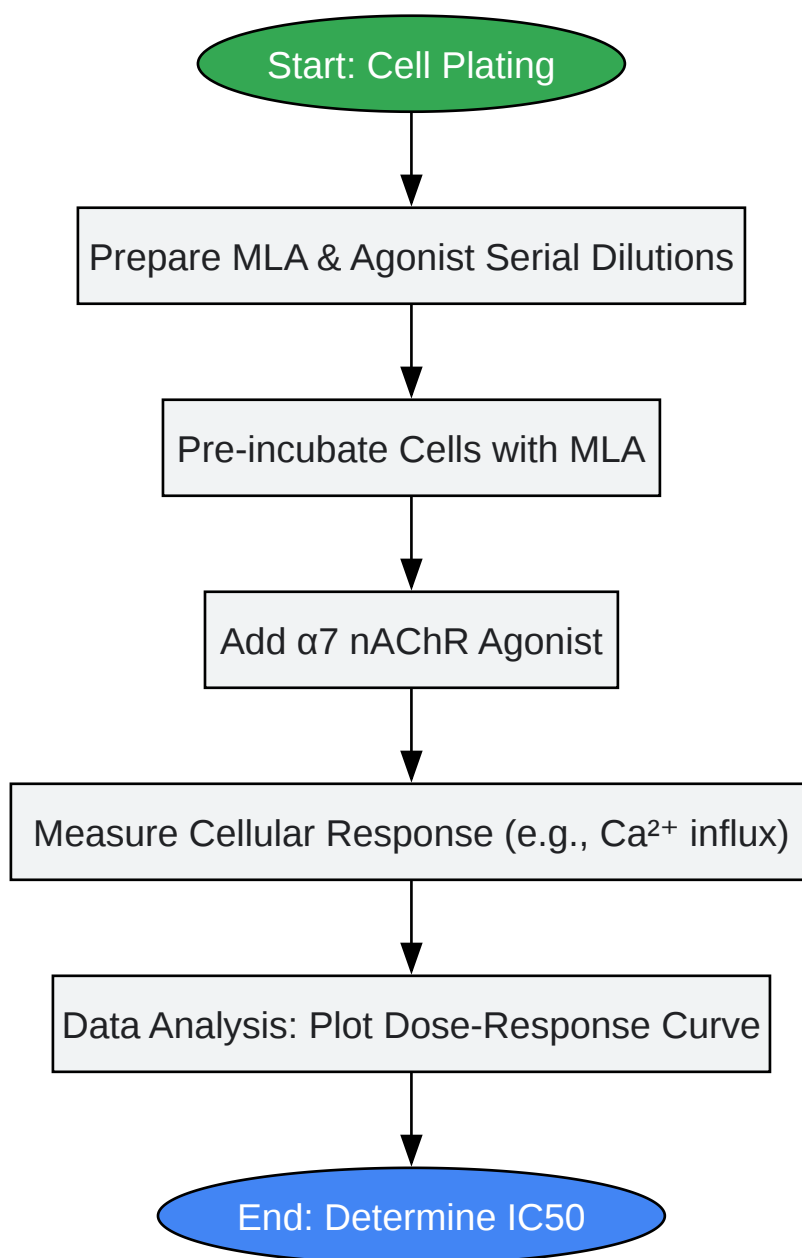 Start: Cell Plating
Prepare MLA & Agonist Serial Dilutions
Pre-incubate Cells with MLA
Add α7 nAChR Agonist
Measure Cellular Response (e.g., Ca²⁺ influx)
Data Analysis: Plot Dose-Response Curve
End: Determine IC50